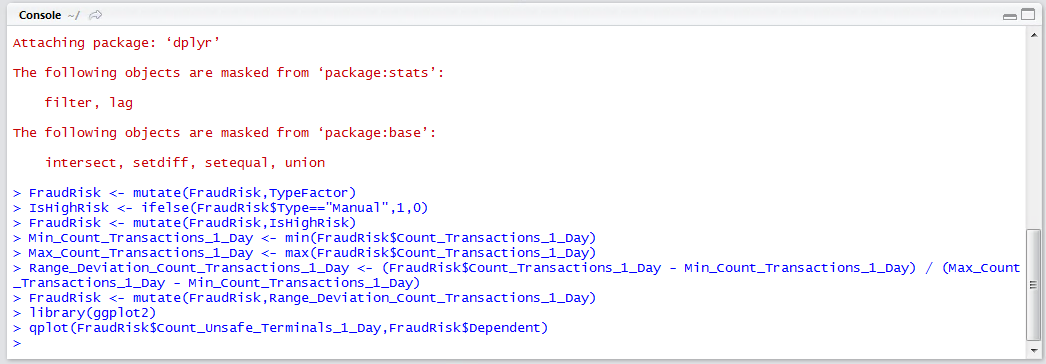 Console ~/
Attaching package: ‘dplyr’
The following objects are masked from ‘package:stats’:
filter, lag
The following objects are masked from ‘package:base’:
intersect, setdiff, setequal, union
> FraudRisk <- mutate(FraudRisk,TypeFactor)
> IsHighRisk <- ifelse(FraudRisk$Type=="Manual",1,0)
> FraudRisk <- mutate(FraudRisk,IsHighRisk)
> Min_Count_Transactions_1_Day <- min(FraudRisk$Count_Transactions_1_Day)
> Max_Count_Transactions_1_Day <- max(FraudRisk$Count_Transactions_1_Day)
> Range_Deviation_Count_Transactions_1_Day <- (FraudRisk$Count_Transactions_1_Day - Min_Count_Transactions_1_Day) / (Max_Count
_Transactions_1_Day - Min_Count_Transactions_1_Day)
> FraudRisk <- mutate(FraudRisk,Range_Deviation_Count_Transactions_1_Day)
> library(ggplot2)
> qplot(FraudRisk$Count_Unsafe_Terminals_1_Day,FraudRisk$Dependent)
>